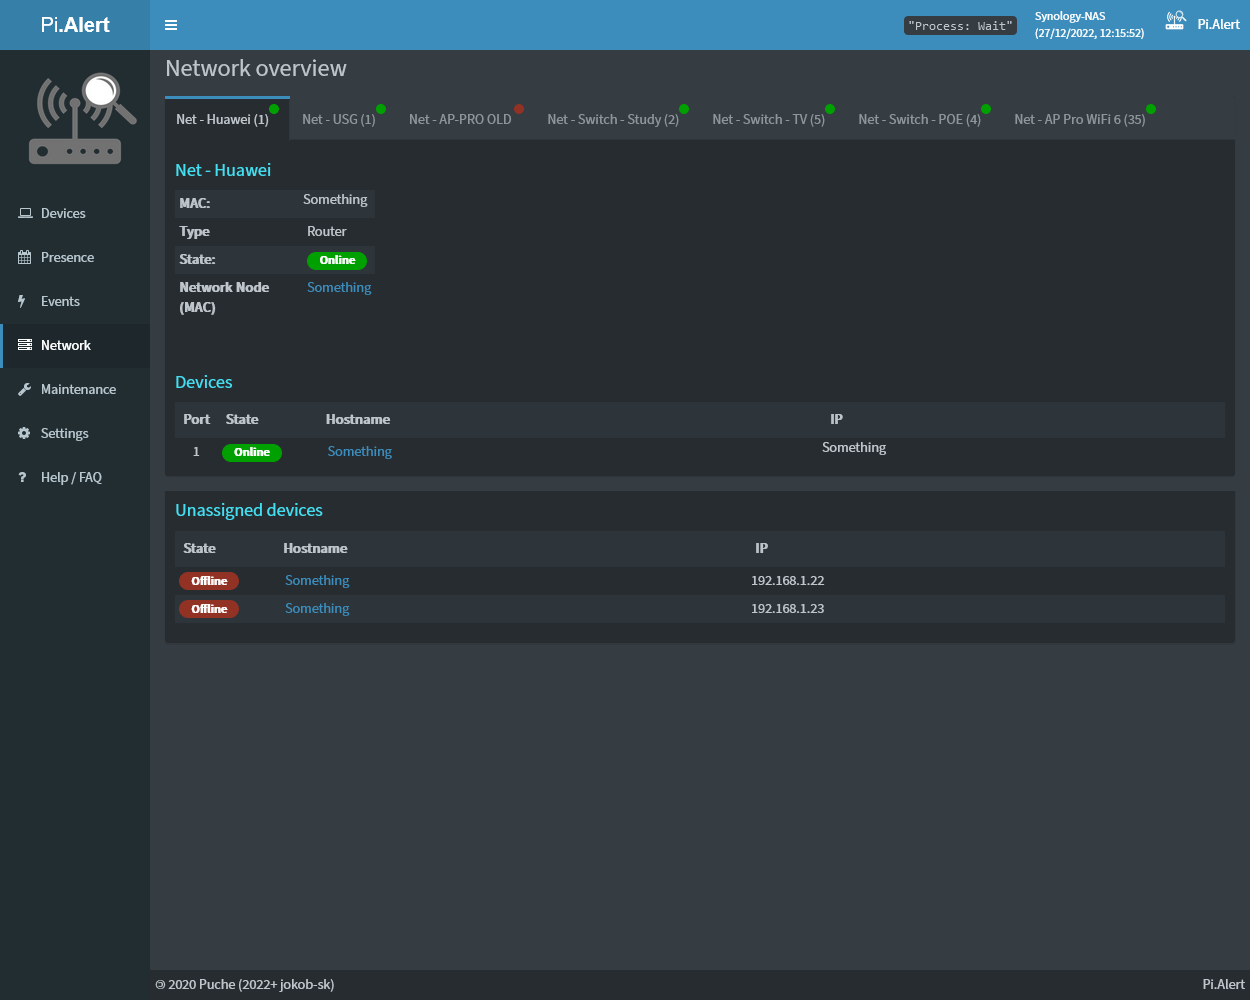 Pi.Alert
"Process: Wait"
Synology-NAS
(27/12/2022, 12:15:52)
Pi.Alert
Devices
Presence
Events
Network
Maintenance
Settings
Help / FAQ
Network overview
Net - Huawei (1) Net - USG (1) Net - AP-PRO OLD Net - Switch - Study (2) Net - Switch - TV (5) Net - Switch - POE (4) Net - AP Pro WiFi 6 (35)
Net - Huawei
MAC: Something
Type Router
State: Online
Network Node Something
(MAC)
Devices
Port State Hostname IP
1 Online Something Something
Unassigned devices
State Hostname IP
Offline Something 192.168.1.22
Offline Something 192.168.1.23
© 2020 Puche (2022+ jokob-sk) Pi.Alert